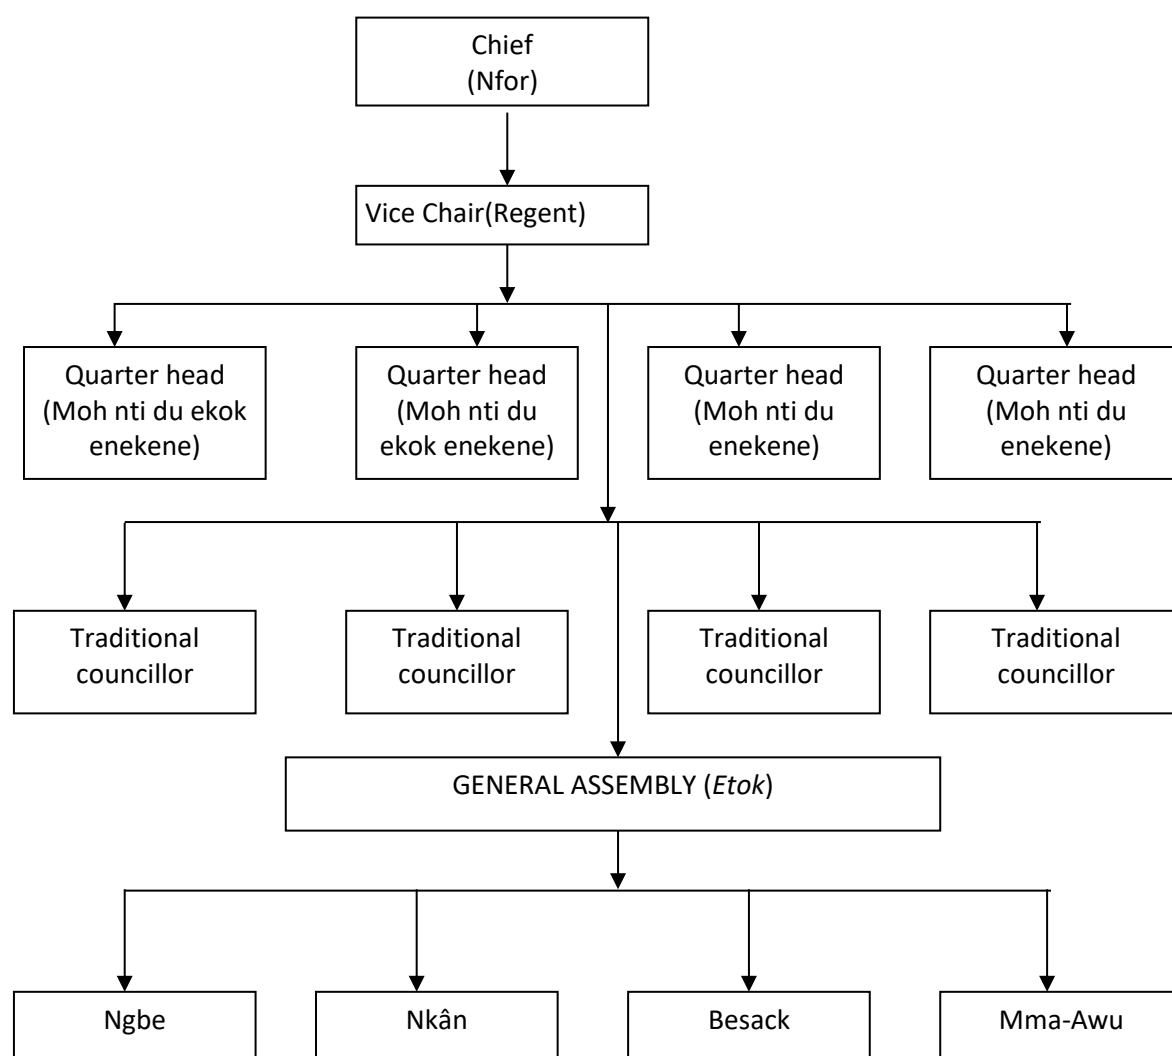 Chief
(Nfor)
Vice Chair(Regent)
Quarter head
(Moh nti du ekok
enekene)
Quarter head
(Moh nti du
ekok enekene)
Quarter head
(Moh nti du
enekene)
Quarter head
(Moh nti du
enekene)
Traditional
councillor
Traditional
councillor
Traditional
councillor
Traditional
councillor
GENERAL ASSEMBLY (Etok)
Ngbe
Nkân
Besack
Mma-Awu